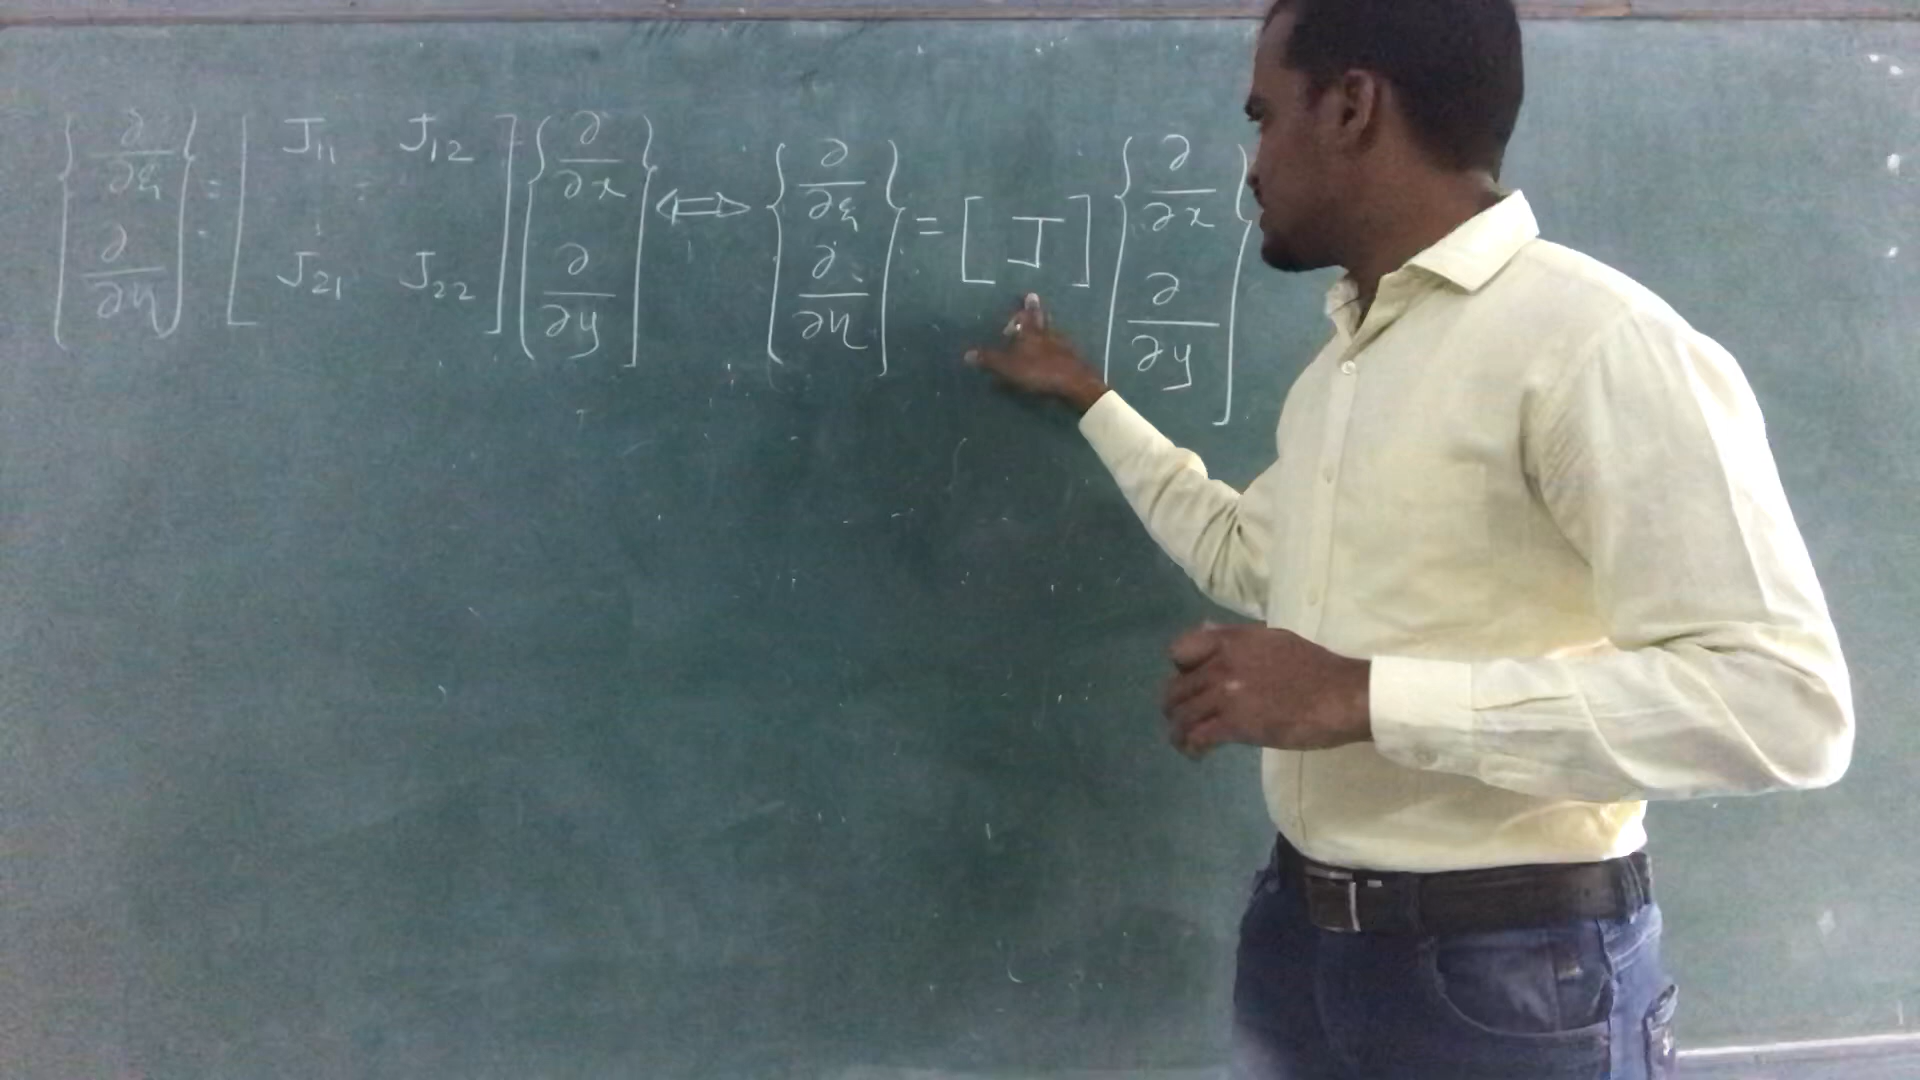 {∂/∂ξ ∂/∂η} = [J₁₁ J₁₂ J₂₁ J₂₂] {∂/∂x ∂/∂y} ⟺ {∂/∂ξ ∂/∂η} = [J] {∂/∂x ∂/∂y}